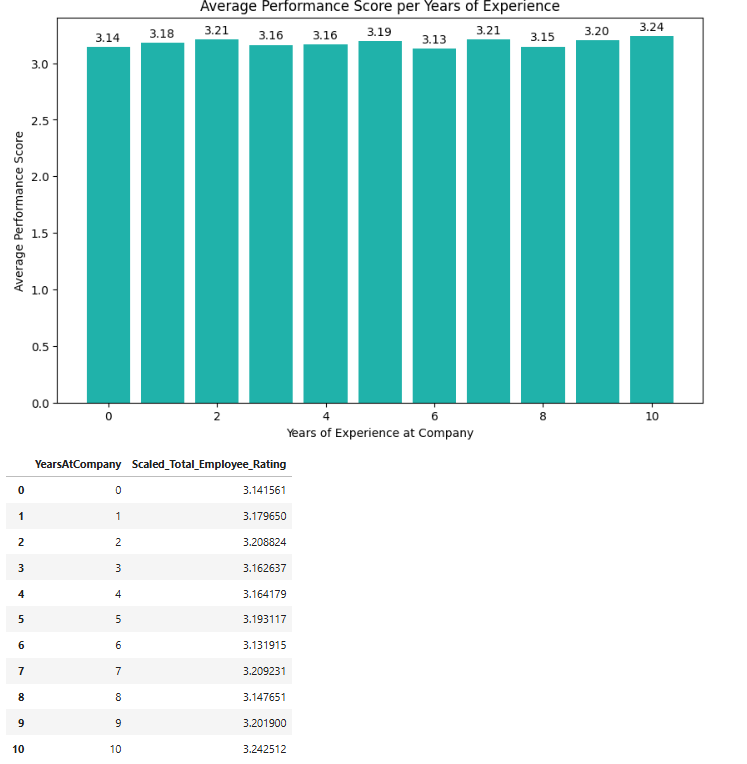 Average Performance Score per Years of Experience
3.14 3.18 3.21 3.16 3.16 3.19 3.13 3.21 3.15 3.20 3.24
Average Performance Score
3.0
2.5
2.0
1.5
1.0
0.5
0.0
0 2 4 6 8 10
Years of Experience at Company
YearsAtCompany Scaled_Total_Employee_Rating
0 0 3.141561
1 1 3.179650
2 2 3.208824
3 3 3.162637
4 4 3.164179
5 5 3.193117
6 6 3.131915
7 7 3.209231
8 8 3.147651
9 9 3.201900
10 10 3.242512